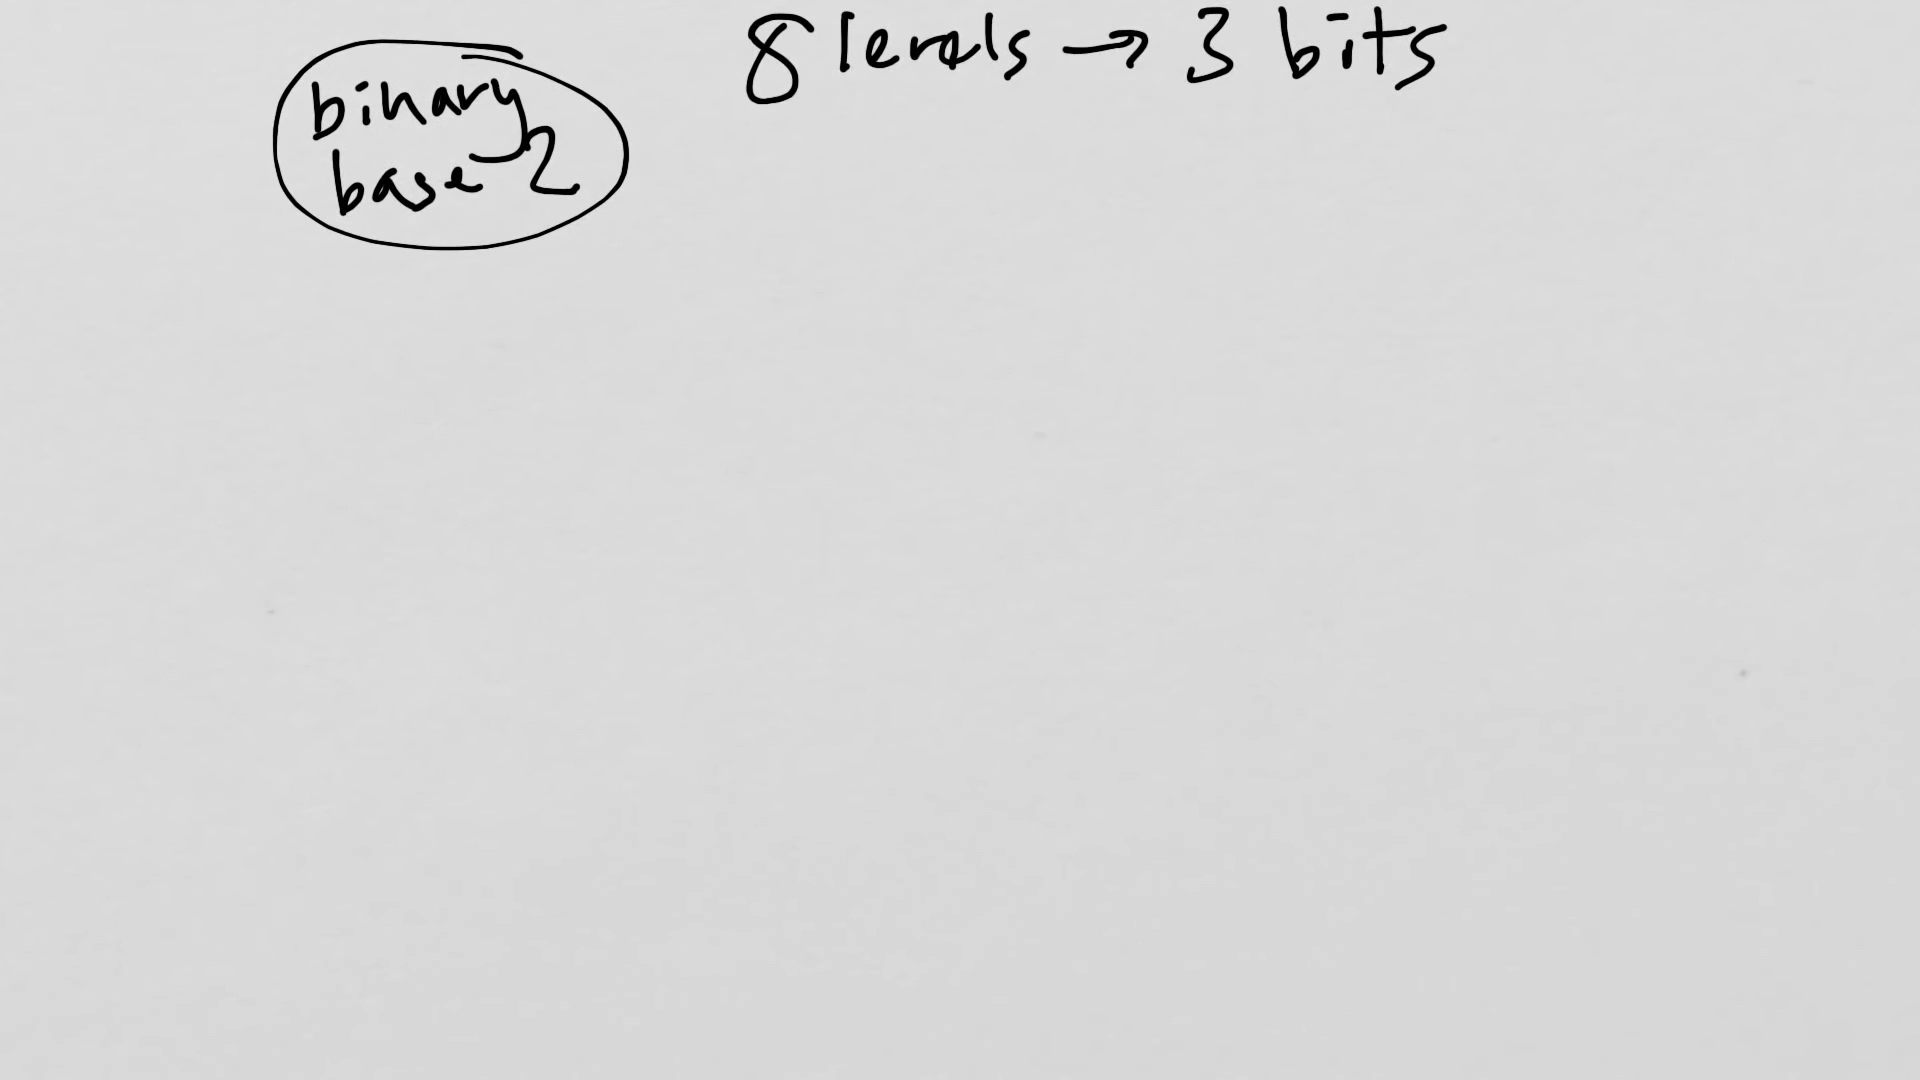 8 levels → 3 bits
binary
base 2